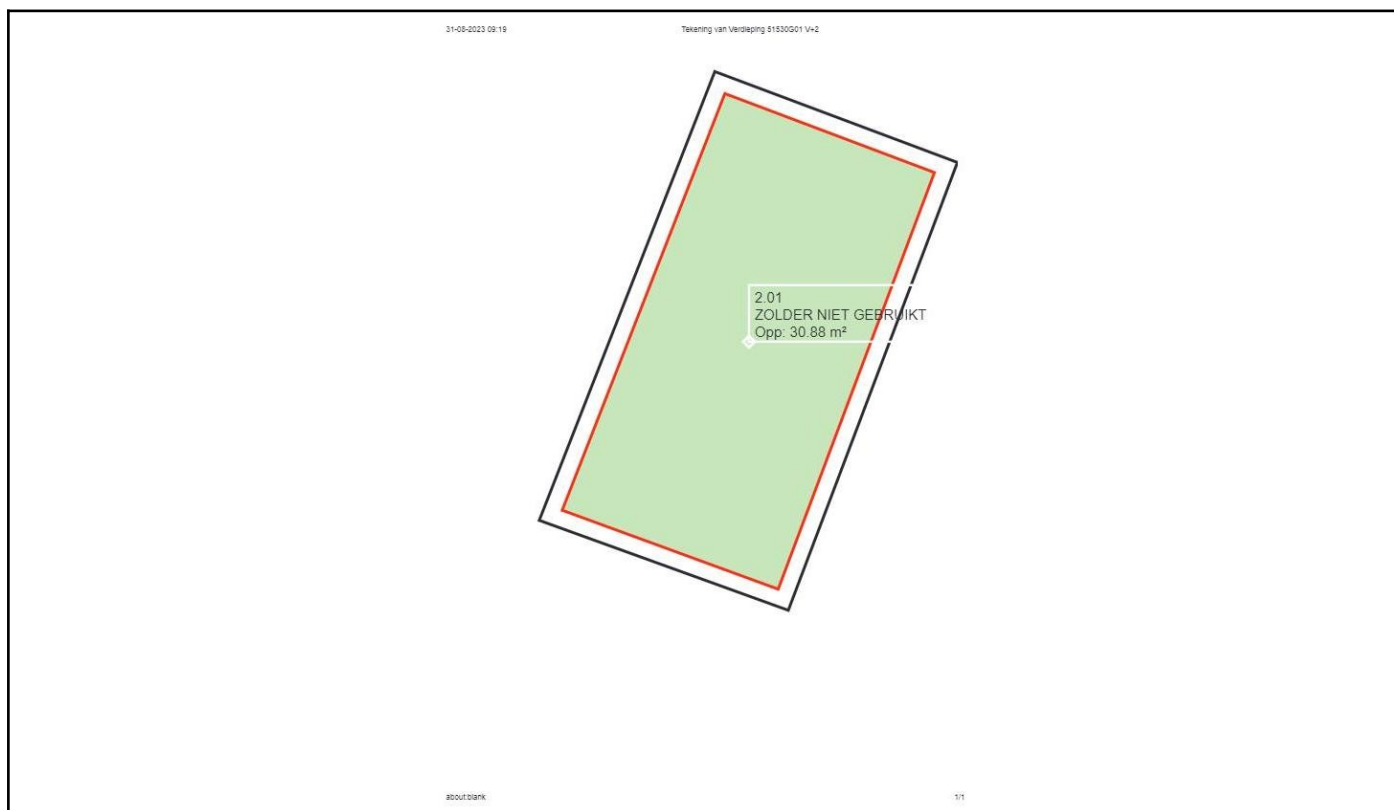 31-08-2023 09:19
Tekening van Verdieping 51530G01 V+2
2.01
ZOLDER NIET GEBRUIKT
Opp: 30.88 m²
about:blank
1/1